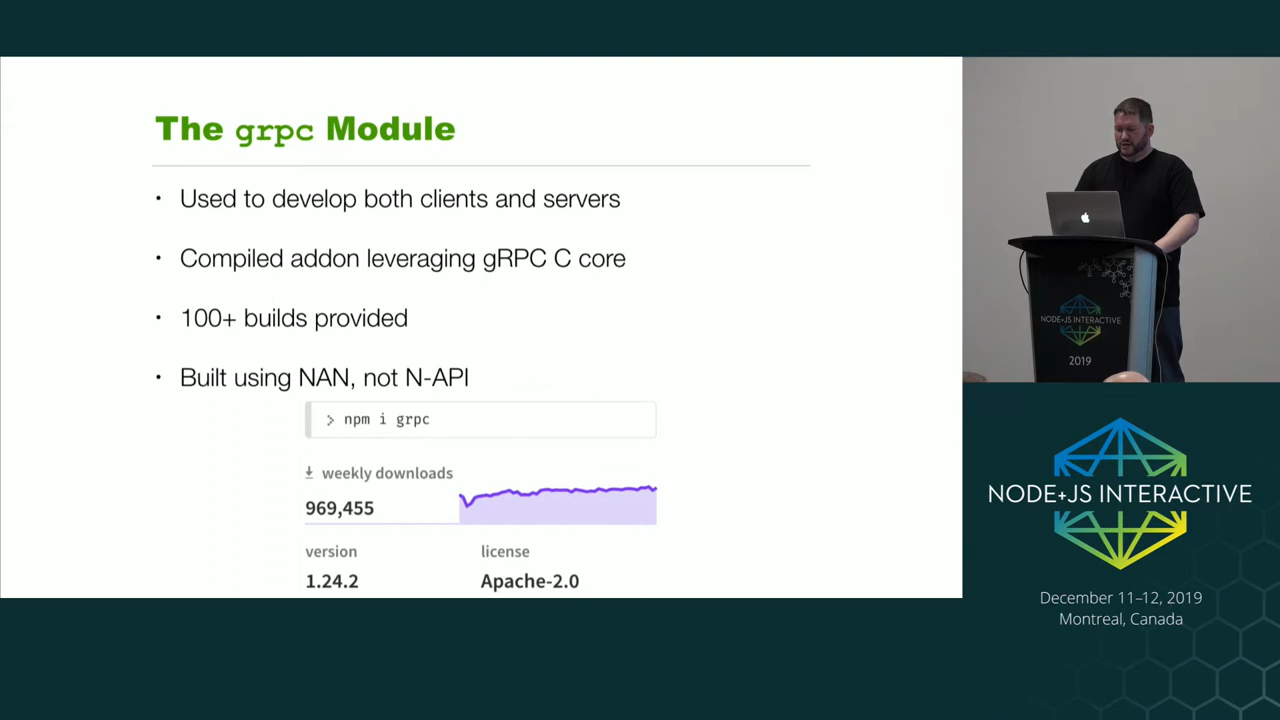 The grpc Module
• Used to develop both clients and servers
• Compiled addon leveraging gRPC C core
• 100+ builds provided
• Built using NAN, not N-API
> npm i grpc
weekly downloads
969,455
version
license
1.24.2
Apache-2.0
NODE+JS INTERACTIVE
2019
NODE+JS INTERACTIVE
December 11–12, 2019
Montreal, Canada